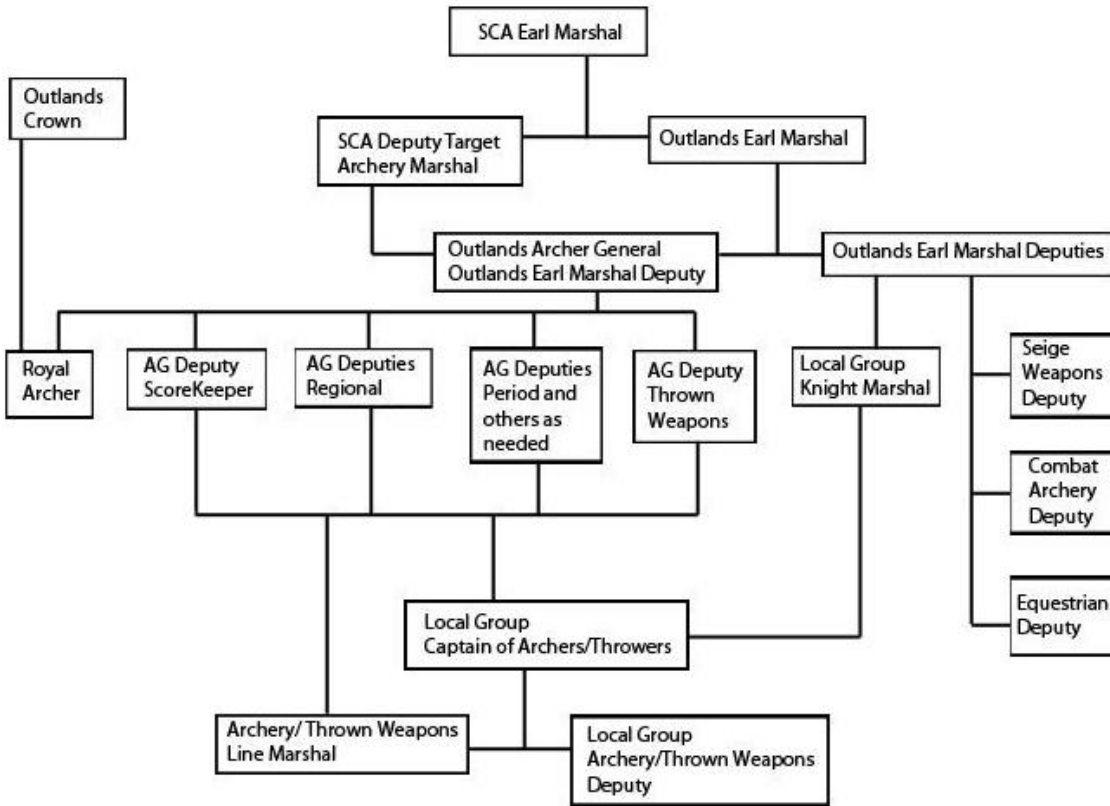 SCA Earl Marshal
Outlands
Crown
SCA Deputy Target
Archery Marshal
Outlands Earl Marshal
Outlands Archer General
Outlands Earl Marshal Deputy
Outlands Earl Marshal Deputies
Royal
Archer
AG Deputy
ScoreKeeper
AG Deputies
Regional
AG Deputies
Period and
others as
needed
AG Deputy
Thrown
Weapons
Local Group
Knight Marshal
Seige
Weapons
Deputy
Combat
Archery
Deputy
Equestrian
Deputy
Local Group
Captain of Archers/Throwers
Archery/ Thrown Weapons
Line Marshal
Local Group
Archery/Thrown Weapons
Deputy